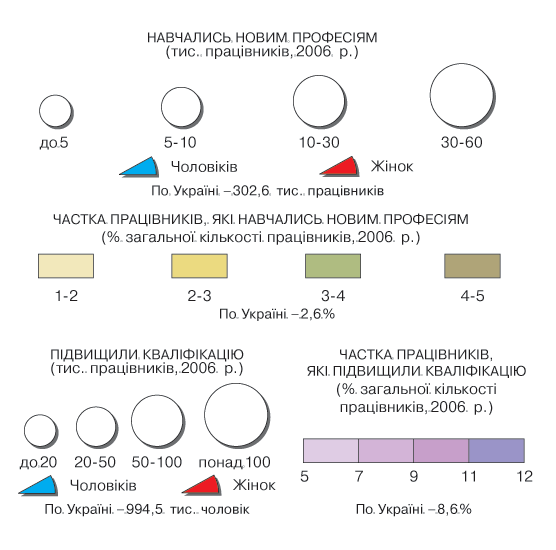 НАВЧАЛИСЬ НОВИМ ПРОФЕСІЯМ
(тис. працівників, 2006 р.)
до 5
5-10
10-30
30-60
Чоловіків
Жінок
По Україні – 302,6 тис. працівників
ЧАСТКА ПРАЦІВНИКІВ, ЯКІ НАВЧАЛИСЬ НОВИМ ПРОФЕСІЯМ
(% загальної кількості працівників, 2006 р.)
1-2
2-3
3-4
4-5
По Україні – 2,6%
ПІДВИЩИЛИ КВАЛІФІКАЦІЮ
(тис. працівників, 2006 р.)
до 20
20-50
50-100
понад 100
Чоловіків
Жінок
По Україні – 994,5 тис. чоловік
ЧАСТКА ПРАЦІВНИКІВ,
ЯКІ ПІДВИЩИЛИ КВАЛІФІКАЦІЮ
(% загальної кількості
працівників, 2006 р.)
5
7
9
11
12
По Україні – 8,6%